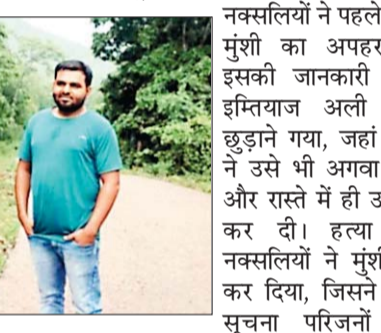 नक्सलियों ने पहले
मुंशी का अपहर
इसकी जानकारी
इम्तियाज अली
छुड़ाने गया, जहां
ने उसे भी अगवा
और रास्ते में ही उ
कर दी। हत्या
नक्सलियों ने मुंशी
कर दिया, जिसने
सूचना परिजनों